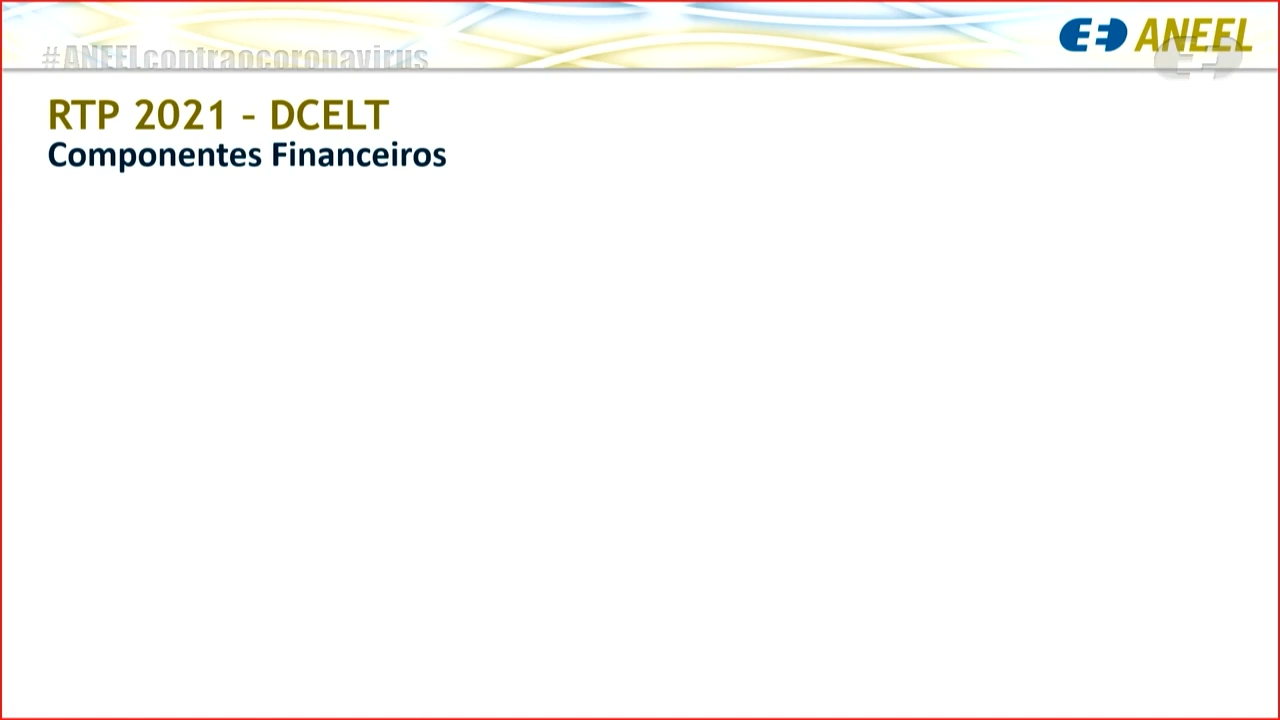 #ANEELcontraocoronavirus
ANEEL
RTP 2021 – DCELT
Componentes Financeiros